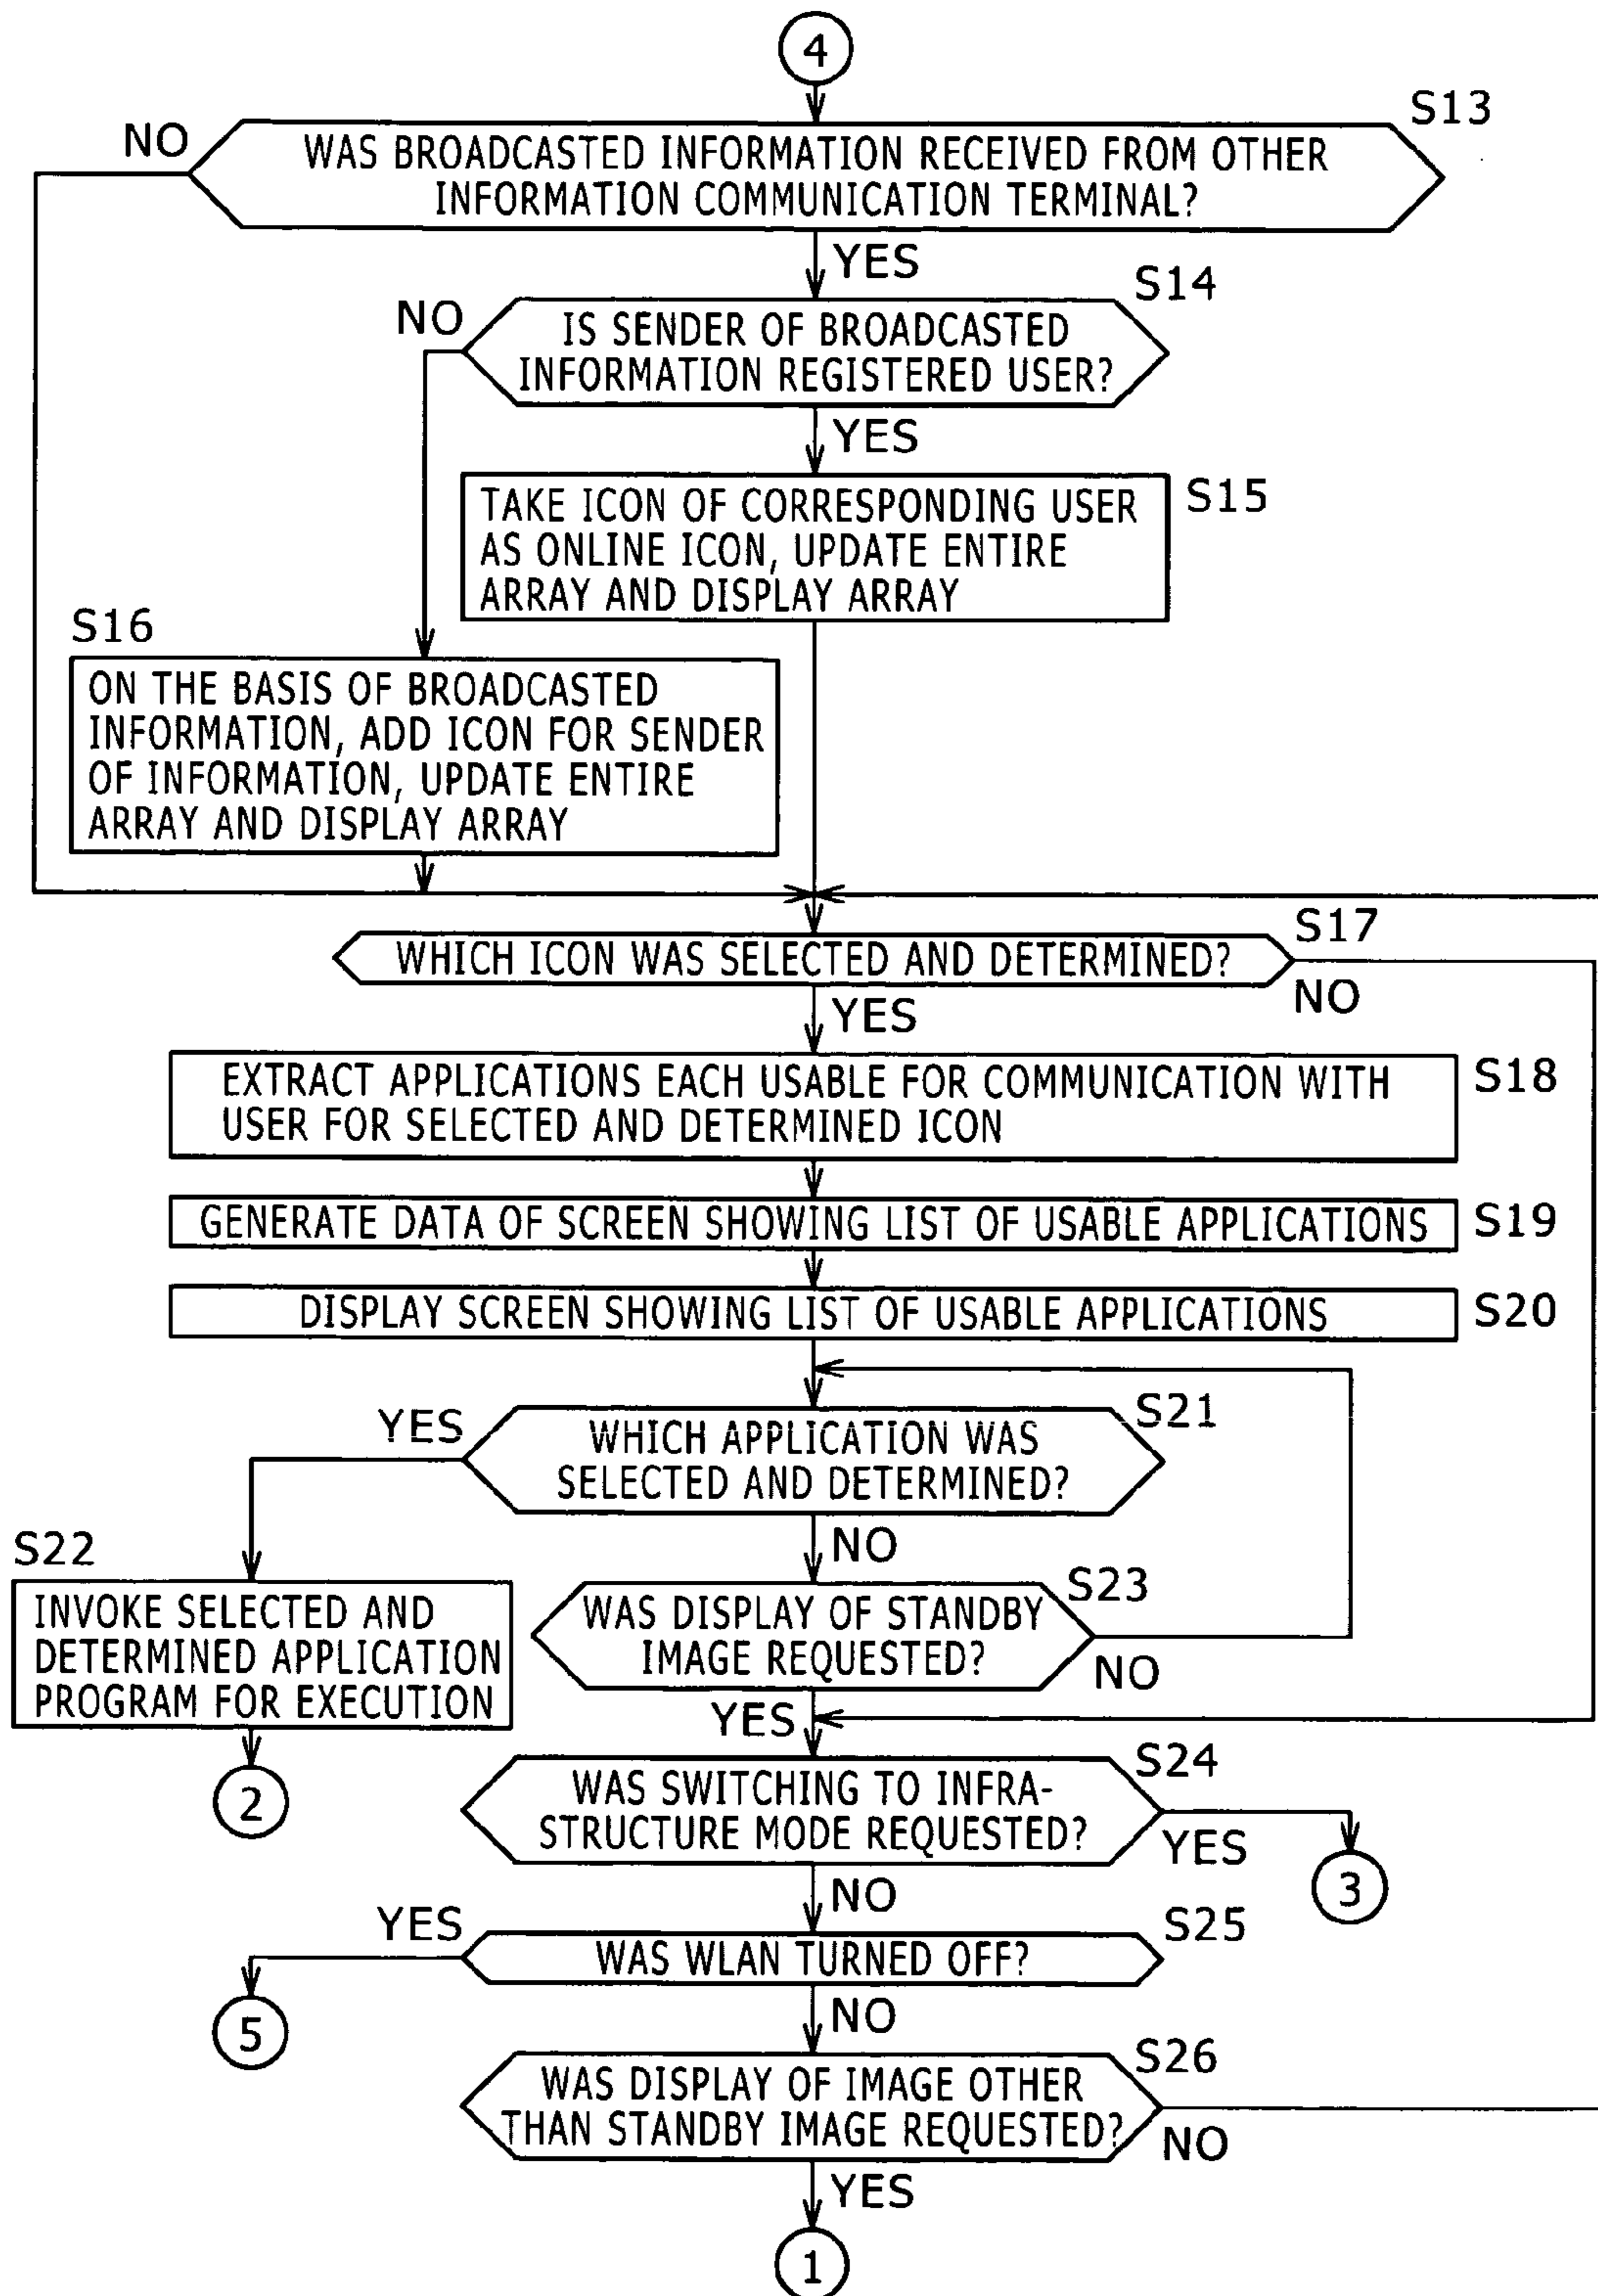 4
S13
NO
WAS BROADCASTED INFORMATION RECEIVED FROM OTHER
INFORMATION COMMUNICATION TERMINAL?
YES
S14
NO
IS SENDER OF BROADCASTED
INFORMATION REGISTERED USER?
YES
S15
TAKE ICON OF CORRESPONDING USER
AS ONLINE ICON, UPDATE ENTIRE
ARRAY AND DISPLAY ARRAY
S16
ON THE BASIS OF BROADCASTED
INFORMATION, ADD ICON FOR SENDER
OF INFORMATION, UPDATE ENTIRE
ARRAY AND DISPLAY ARRAY
S17
WHICH ICON WAS SELECTED AND DETERMINED?
NO
YES
S18
EXTRACT APPLICATIONS EACH USABLE FOR COMMUNICATION WITH
USER FOR SELECTED AND DETERMINED ICON
GENERATE DATA OF SCREEN SHOWING LIST OF USABLE APPLICATIONS
S19
DISPLAY SCREEN SHOWING LIST OF USABLE APPLICATIONS
S20
S21
YES
WHICH APPLICATION WAS
SELECTED AND DETERMINED?
NO
S22
INVOKE SELECTED AND
DETERMINED APPLICATION
PROGRAM FOR EXECUTION
2
S23
WAS DISPLAY OF STANDBY
IMAGE REQUESTED?
NO
YES
S24
WAS SWITCHING TO INFRA-
STRUCTURE MODE REQUESTED?
YES
3
NO
S25
YES
WAS WLAN TURNED OFF?
5
NO
S26
WAS DISPLAY OF IMAGE OTHER
THAN STANDBY IMAGE REQUESTED?
NO
YES
1